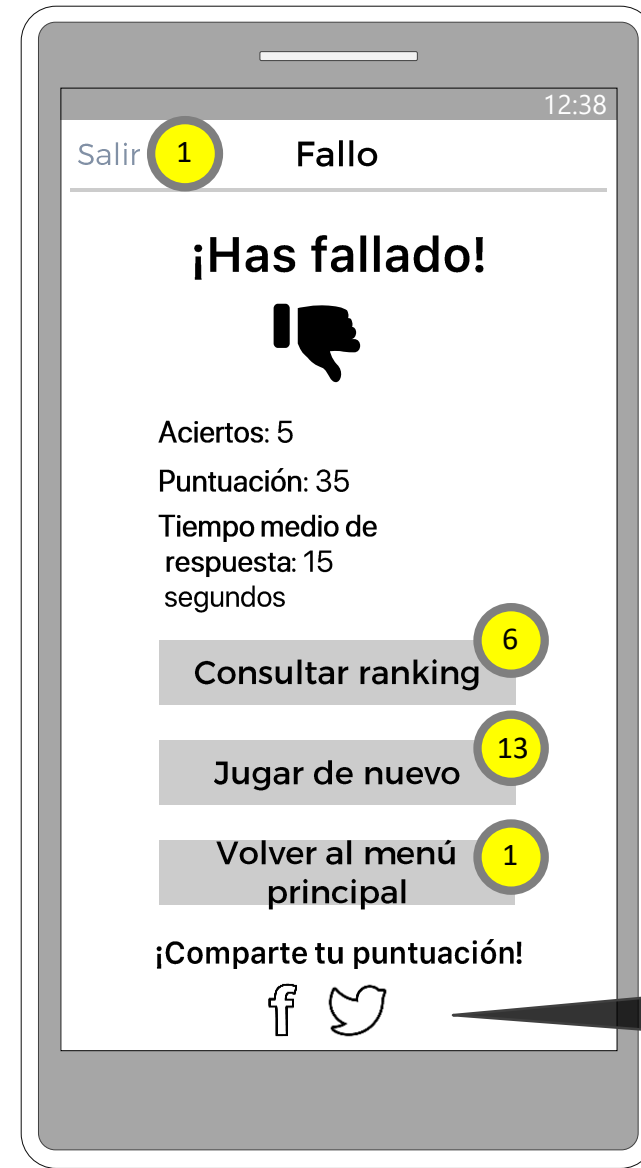 12:38
Salir 1 Fallo
¡Has fallado!
Aciertos: 5
Puntuación: 35
Tiempo medio de
respuesta: 15
segundos
6
Consultar ranking
13
Jugar de nuevo
Volver al menú 1
principal
¡Comparte tu puntuación!